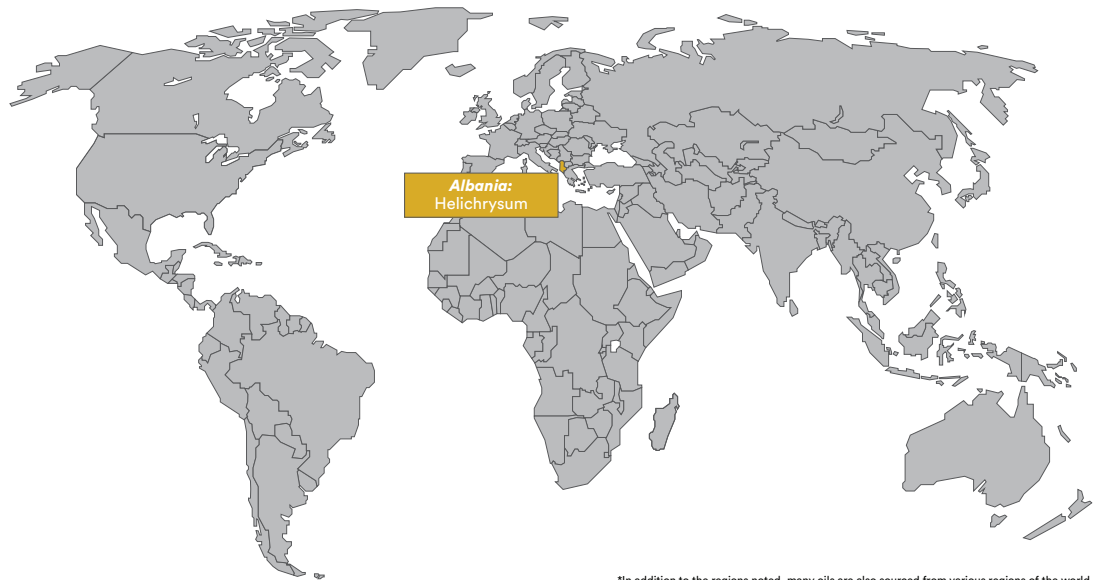 Albania:
Helichrysum
*In addition to the regions noted, many oils are also sourced from various regions of the world.